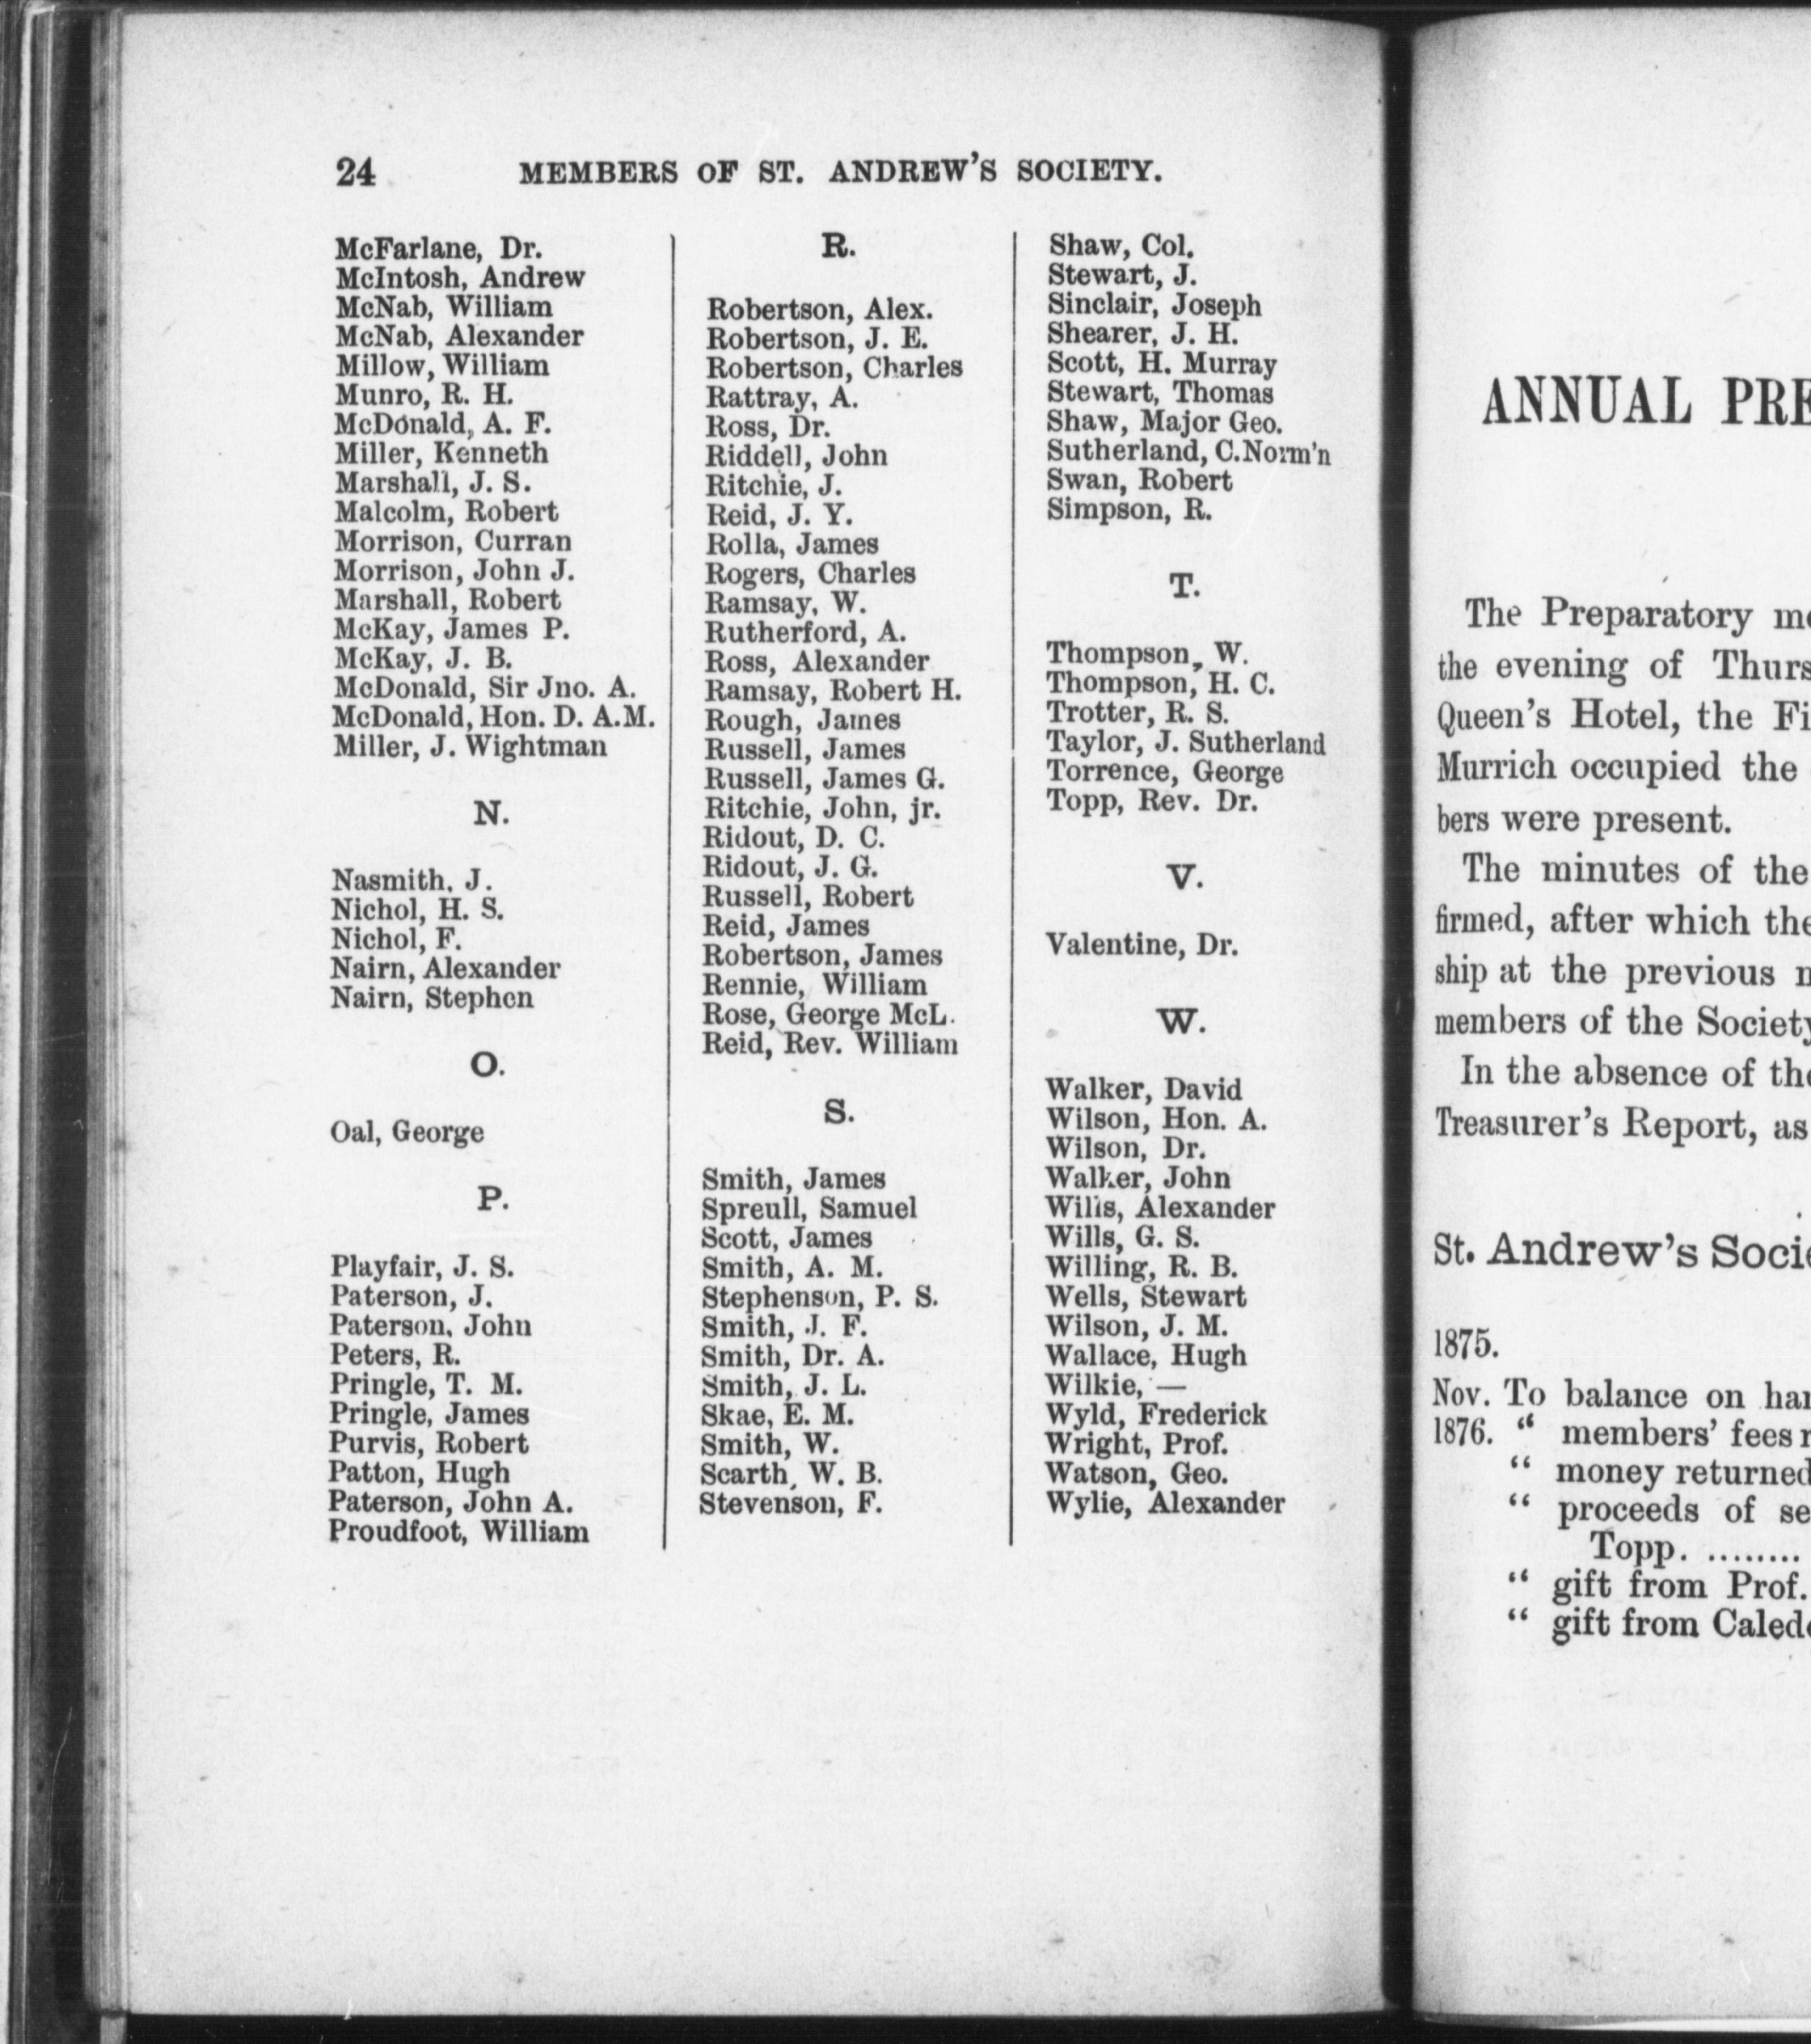 24 MEMBERS OF ST. ANDREW'S SOCIETY.
McFarlane, Dr.
McIntosh, Andrew
McNab, William
McNab, Alexander
Millow, William
Munro, R. H.
McDonald, A. F.
Miller, Kenneth
Marshall, J. S.
Malcolm, Robert
Morrison, Curran
Morrison, John J.
Marshall, Robert
McKay, James P.
McKay, J. B.
McDonald, Sir Jno. A.
McDonald, Hon. D. A.M.
Miller, J. Wightman
N.
Nasmith, J.
Nichol, H. S.
Nichol, F.
Nairn, Alexander
Nairn, Stephen
O.
Oal, George
P.
Playfair, J. S.
Paterson, J.
Paterson, John
Peters, R.
Pringle, T. M.
Pringle, James
Purvis, Robert
Patton, Hugh
Paterson, John A.
Proudfoot, William
R.
Robertson, Alex.
Robertson, J. E.
Robertson, Charles
Rattray, A.
Ross, Dr.
Riddell, John
Ritchie, J.
Reid, J. Y.
Rolla, James
Rogers, Charles
Ramsay, W.
Rutherford, A.
Ross, Alexander
Ramsay, Robert H.
Rough, James
Russell, James
Russell, James G.
Ritchie, John, jr.
Ridout, D. C.
Ridout, J. G.
Russell, Robert
Reid, James
Robertson, James
Rennie, William
Rose, George McL.
Reid, Rev. William
S.
Smith, James
Spreull, Samuel
Scott, James
Smith, A. M.
Stephenson, P. S.
Smith, J. F.
Smith, Dr. A.
Smith, J. L.
Skae, E. M.
Smith, W.
Scarth, W. B.
Stevenson, F.
Shaw, Col.
Stewart, J.
Sinclair, Joseph
Shearer, J. H.
Scott, H. Murray
Stewart, Thomas
Shaw, Major Geo.
Sutherland, C.Norm'n
Swan, Robert
Simpson, R.
T.
Thompson, W.
Thompson, H. C.
Trotter, R. S.
Taylor, J. Sutherland
Torrence, George
Topp, Rev. Dr.
V.
Valentine, Dr.
W.
Walker, David
Wilson, Hon. A.
Wilson, Dr.
Walker, John
Wills, Alexander
Wills, G. S.
Willing, R. B.
Wells, Stewart
Wilson, J. M.
Wallace, Hugh
Wilkie, —
Wyld, Frederick
Wright, Prof.
Watson, Geo.
Wylie, Alexander
ANNUAL PRE
The Preparatory me
the evening of Thurs
Queen's Hotel, the Fi
Murrich occupied the
bers were present.
The minutes of the
firmed, after which the
ship at the previous
members of the Society
In the absence of the
Treasurer's Report, as
St. Andrew's Socie
1875.
Nov. To balance on han
1876. “ members' fees r
“ money returned
“ proceeds of se
Topp. ........
“ gift from Prof.
“ gift from Caled